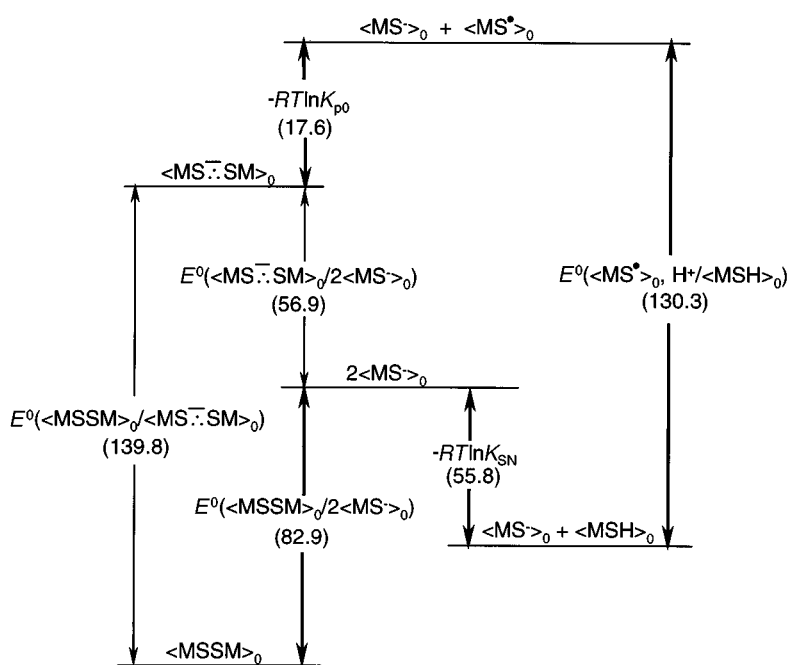 <MS⁻>₀ + <MS•>₀
-RTlnKp0
(17.6)
<MS∴̅SM>₀
E⁰(<MS∴̅SM>₀/2<MS⁻>₀)
(56.9)
E⁰(<MS•>₀, H⁺/<MSH>₀)
(130.3)
2<MS⁻>₀
E⁰(<MSSM>₀/<MS∴̅SM>₀)
(139.8)
-RTlnKSN
(55.8)
E⁰(<MSSM>₀/2<MS⁻>₀)
(82.9)
<MS⁻>₀ + <MSH>₀
<MSSM>₀